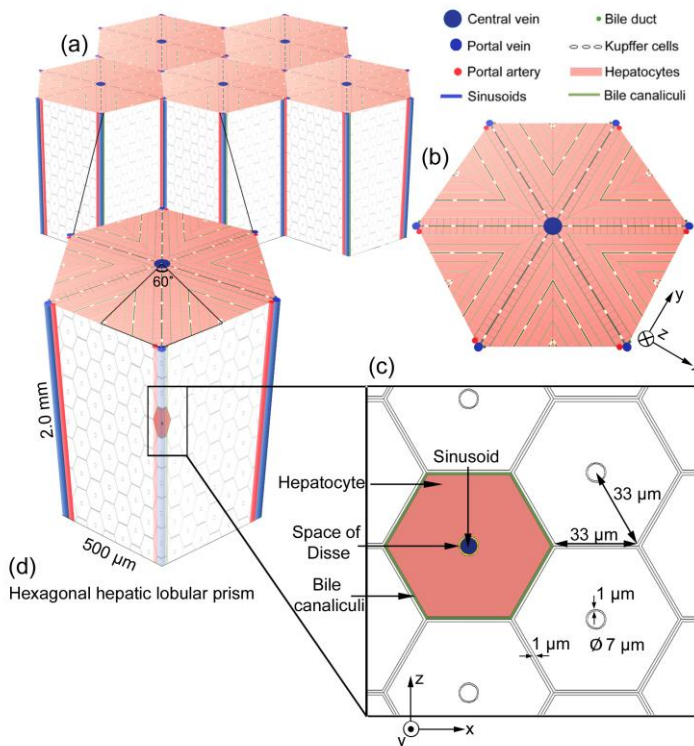 (a)
Central vein
Portal vein
Portal artery
Sinusoids
Bile duct
Kupffer cells
Hepatocytes
Bile canaliculi
(b)
y
z
60°
2.0 mm
500 µm
(d)
Hexagonal hepatic lobular prism
(c)
Sinusoid
Hepatocyte
Space of
Disse
Bile
canaliculi
33 µm
33 µm
1 µm
Ø 7 µm
1 µm
z
x
y